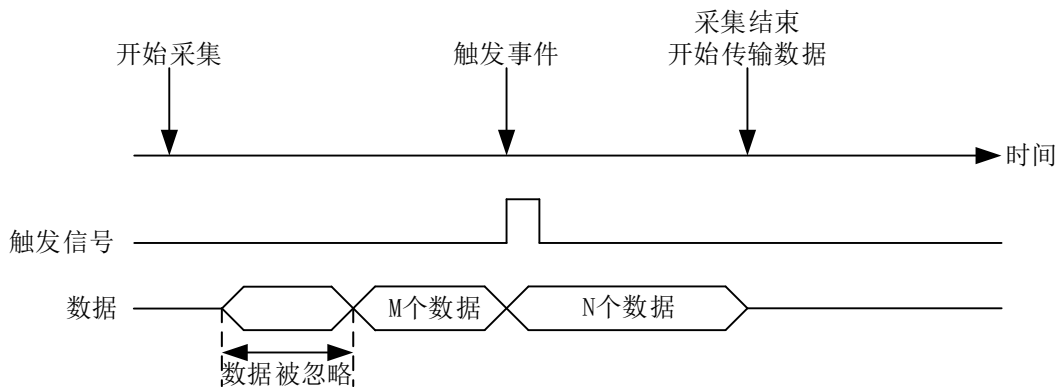 采集结束
开始采集
触发事件
开始传输数据
时间
触发信号
数据
M个数据
N个数据
数据被忽略